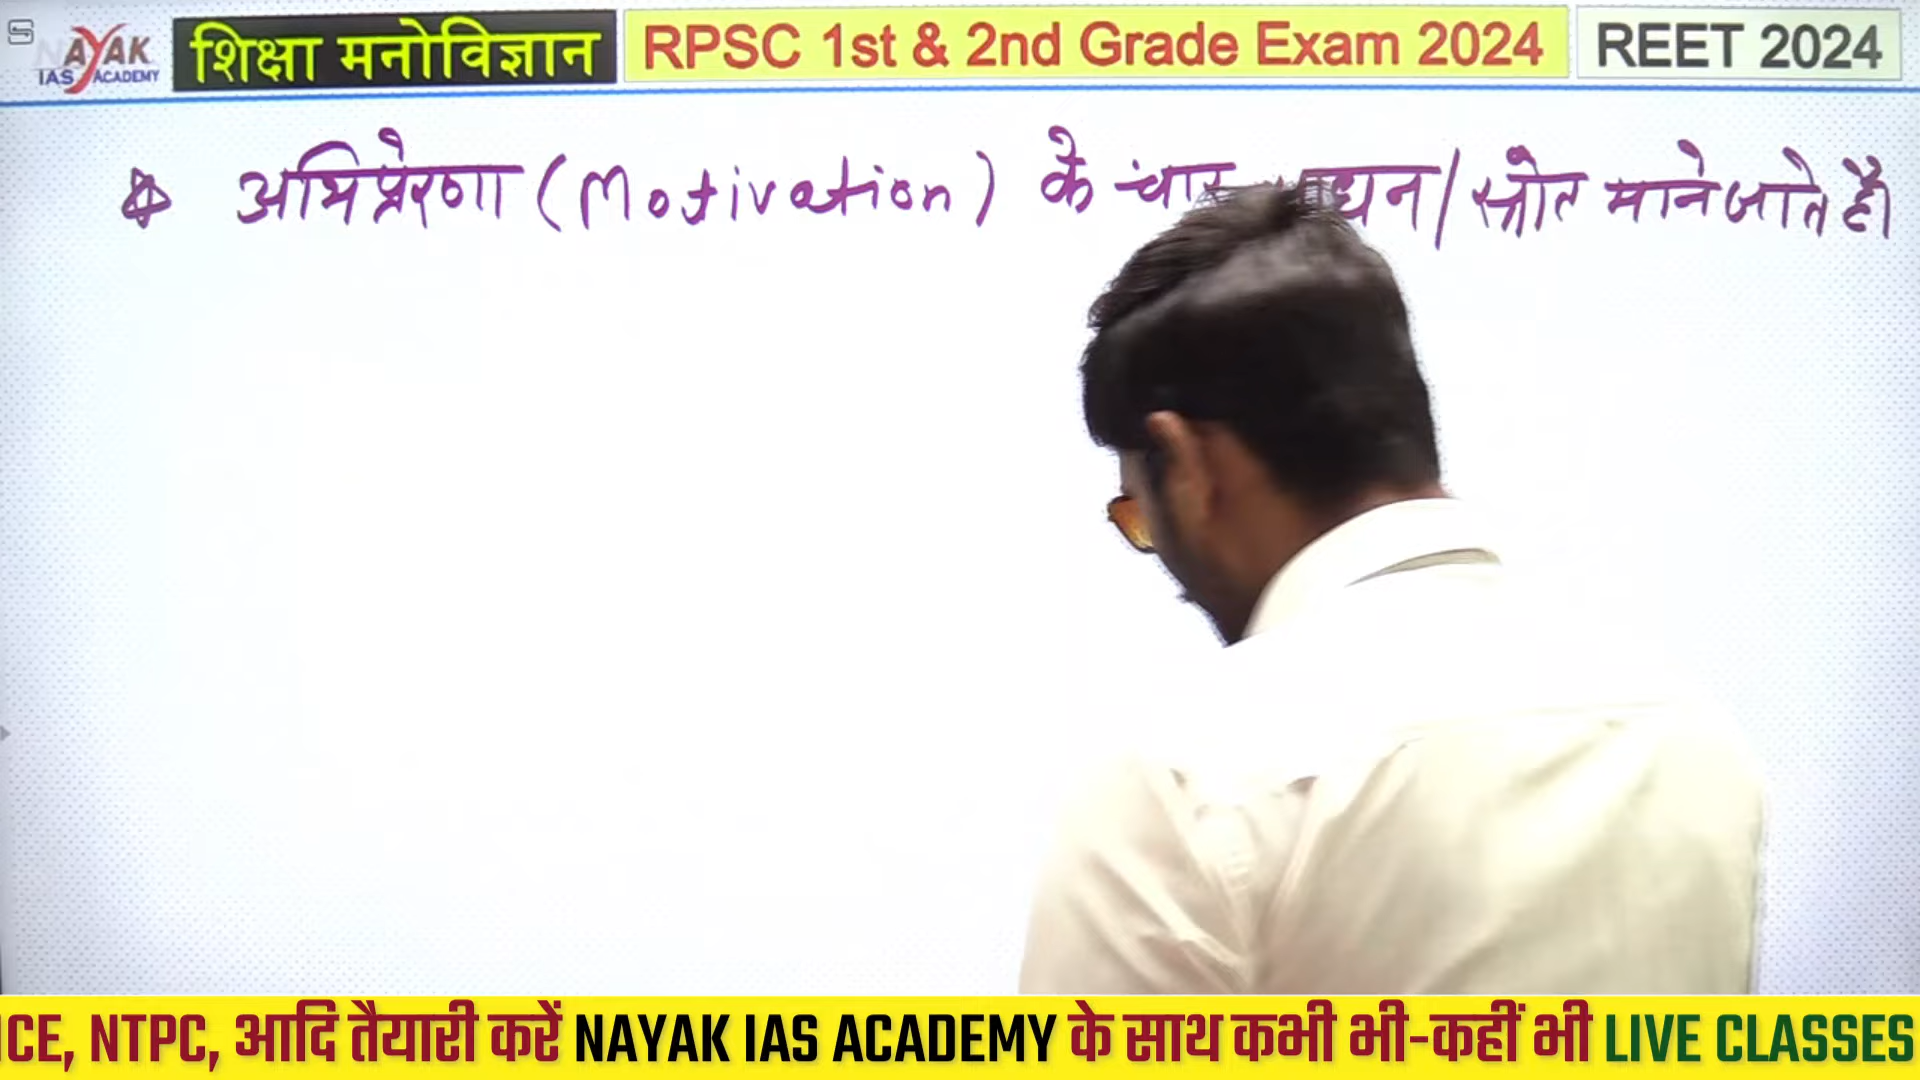 NAYAK
IAS ACADEMY
शिक्षा मनोविज्ञान
RPSC 1st & 2nd Grade Exam 2024
REET 2024
अभिप्रेरणा (Motivation) के चार / स्त्रोत माने जाते है।
ICE, NTPC, आदि तैयारी करें NAYAK IAS ACADEMY के साथ कभी भी-कहीं भी LIVE CLASSES